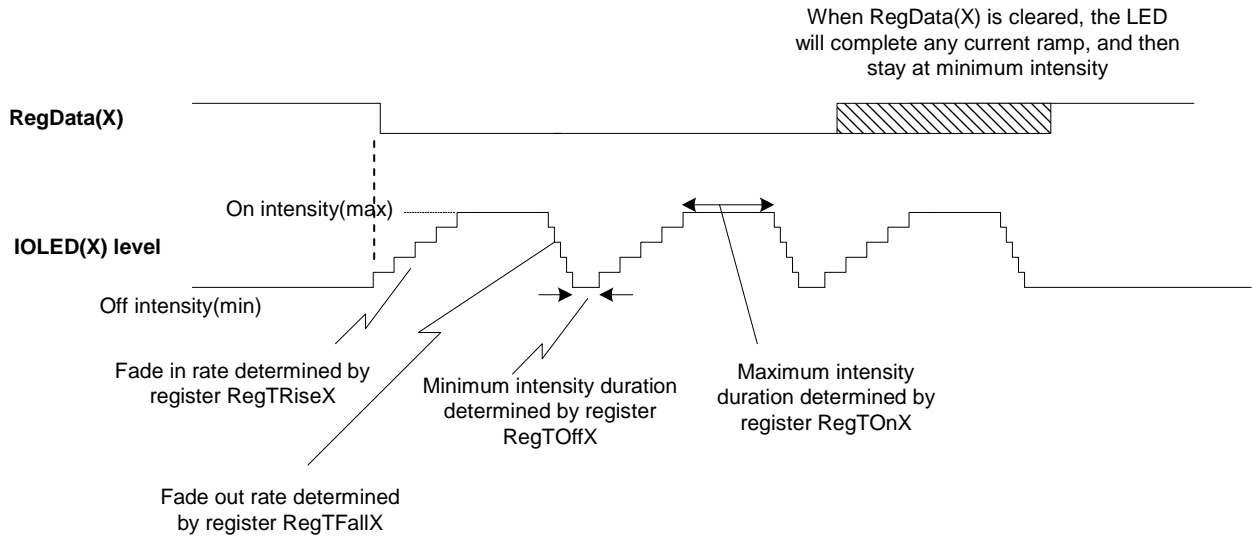 When RegData(X) is cleared, the LED
will complete any current ramp, and then
stay at minimum intensity
RegData(X)
On intensity(max)
IOLED(X) level
Off intensity(min)
Fade in rate determined by
register RegTRiseX
Minimum intensity duration
determined by register
RegTOffX
Maximum intensity
duration determined by
register RegTOnX
Fade out rate determined
by register RegTFallX